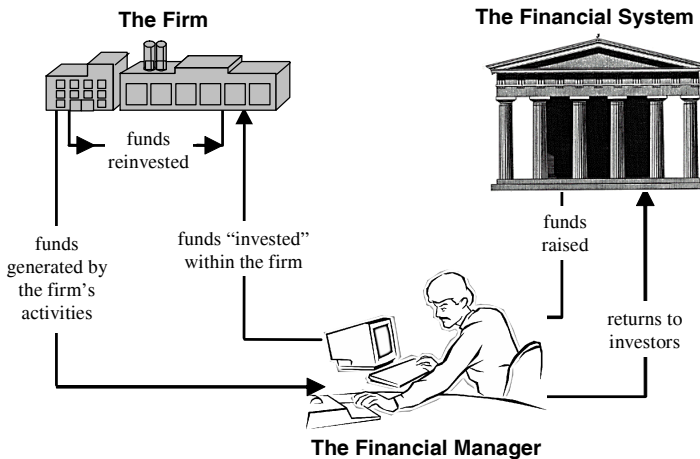 The Firm
The Financial System
funds
reinvested
funds
generated by
the firm's
activities
funds “invested”
within the firm
funds
raised
returns to
investors
The Financial Manager